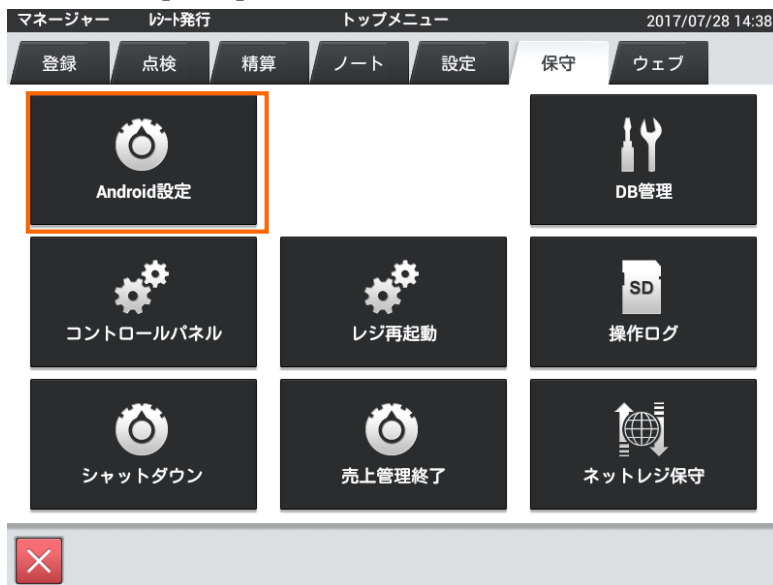 マネージャー レシート発行 トップメニュー 2017/07/28 14:38
登録 点検 精算 ノート 設定 保守 ウェブ
Android設定 DB管理
SD
コントロールパネル レジ再起動 操作ログ
シャットダウン 売上管理終了 ネットレジ保守